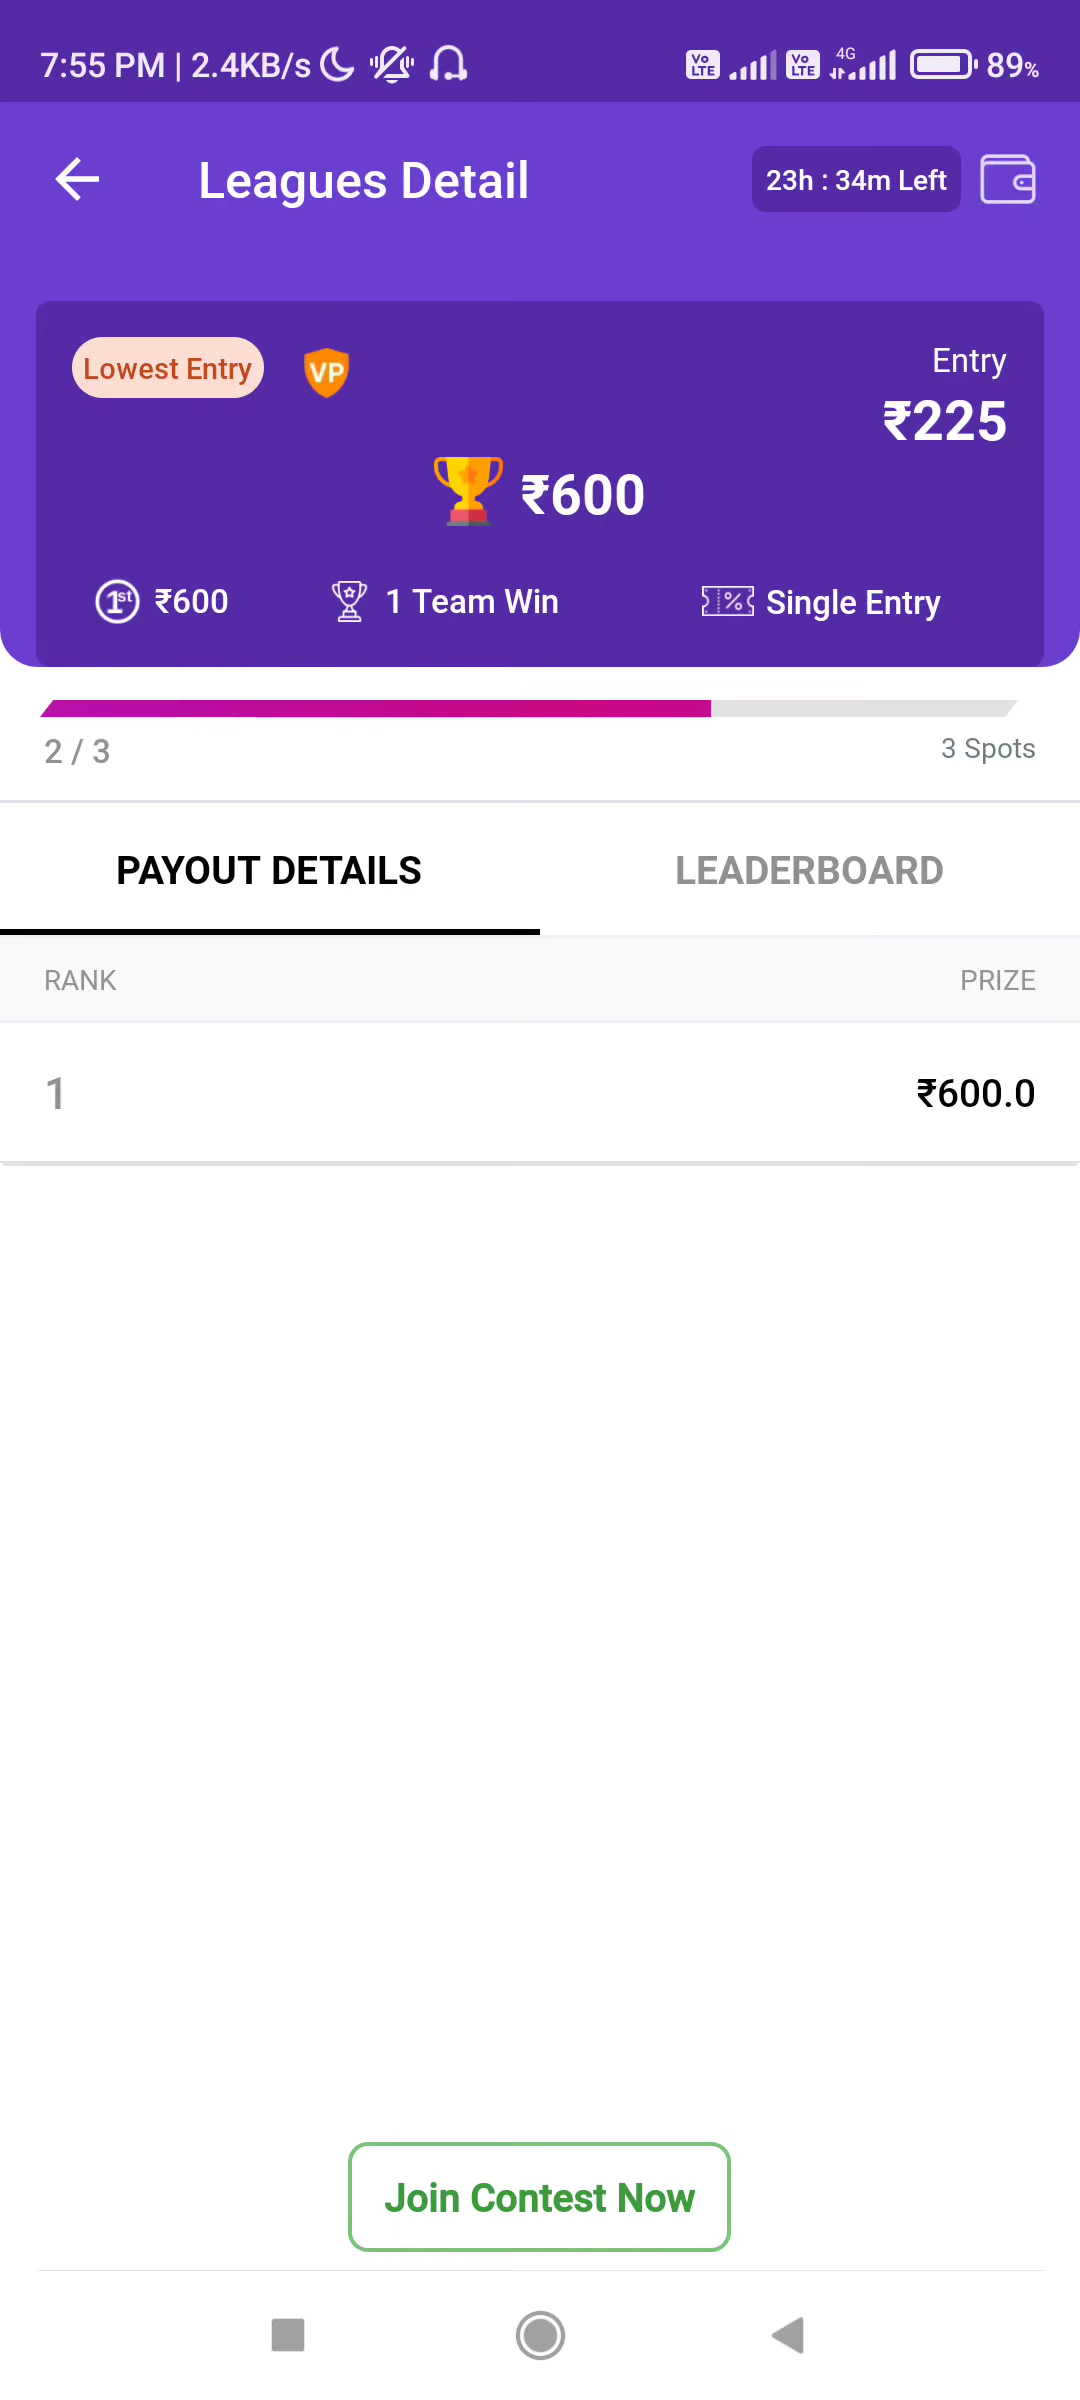 7:55 PM | 2.4KB/s Vo LTE Vo LTE 4G 89%
Leagues Detail 23h : 34m Left
Lowest Entry VP Entry
₹225
₹600
1st ₹600 1 Team Win % Single Entry
2 / 3 3 Spots
PAYOUT DETAILS LEADERBOARD
RANK PRIZE
1 ₹600.0
Join Contest Now